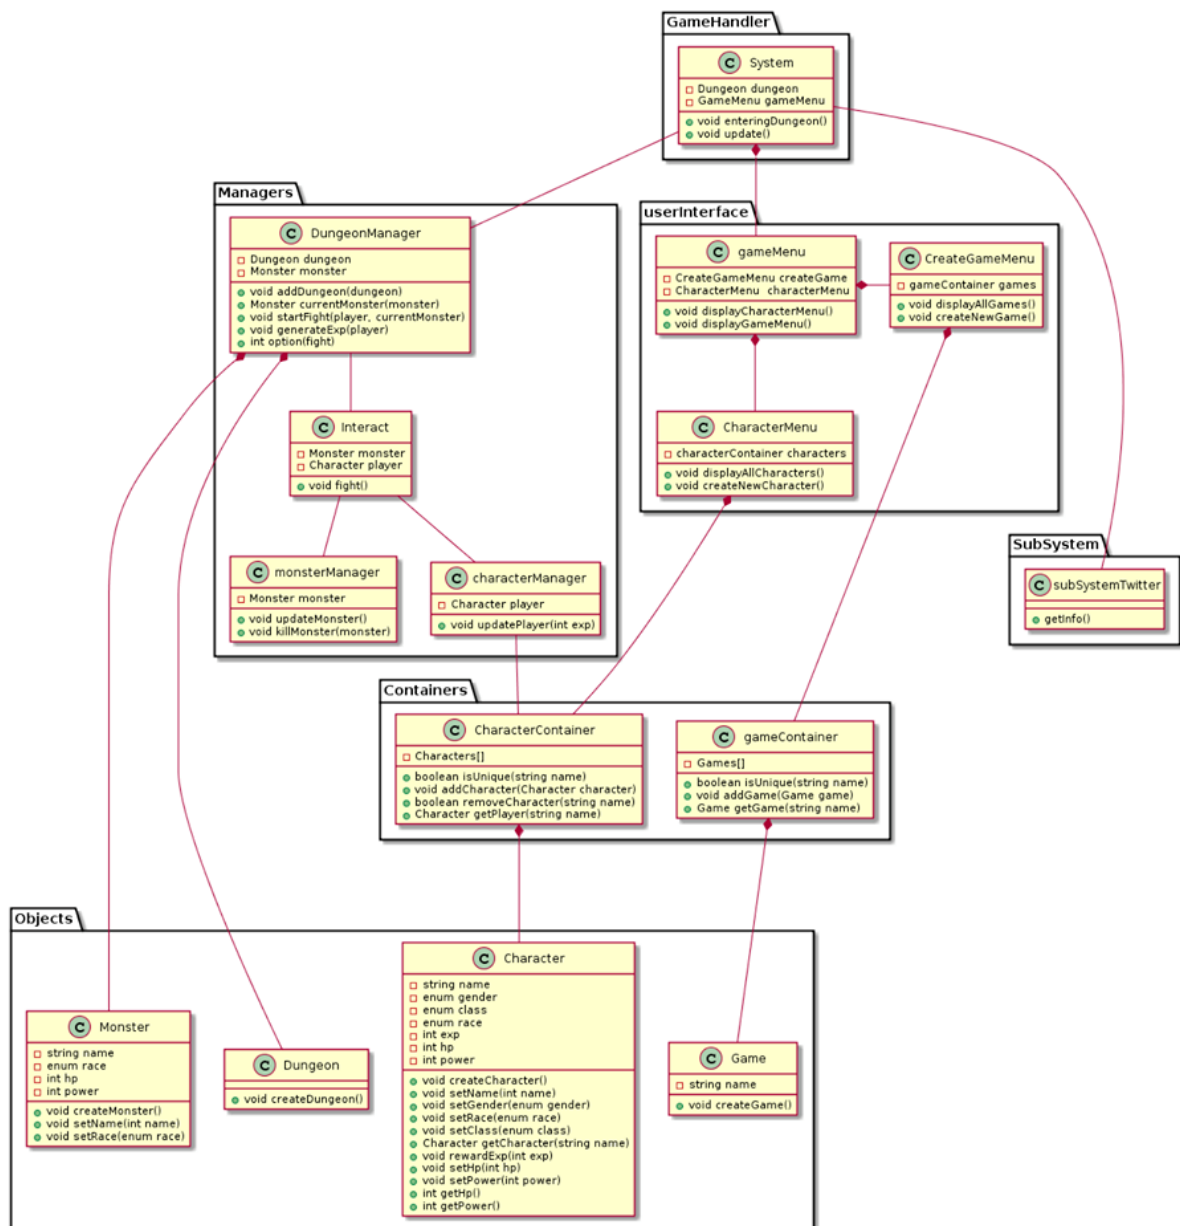 GameHandler
C System
Dungeon dungeon
GameMenu gameMenu
void enteringDungeon()
void update()
Managers
C DungeonManager
Dungeon dungeon
Monster monster
void addDungeon(dungeon)
Monster currentMonster(monster)
void startFight(player, currentMonster)
void generateExp(player)
int option(fight)
C Interact
Monster monster
Character player
void fight()
C monsterManager
Monster monster
void updateMonster()
void killMonster(monster)
C characterManager
Character player
void updatePlayer(int exp)
userInterface
C gameMenu
CreateGameMenu createGame
CharacterMenu characterMenu
void displayCharacterMenu()
void displayGameMenu()
C CreateGameMenu
gameContainer games
void displayAllGames()
void createNewGame()
C CharacterMenu
characterContainer characters
void displayAllCharacters()
void createNewCharacter()
SubSystem
C subSystemTwitter
getInfo()
Containers
C CharacterContainer
Characters[]
boolean isUnique(string name)
void addCharacter(Character character)
boolean removeCharacter(string name)
Character getPlayer(string name)
C gameContainer
Games[]
boolean isUnique(string name)
void addGame(Game game)
Game getGame(string name)
Objects
C Monster
string name
enum race
int hp
int power
void createMonster()
void setName(int name)
void setRace(enum race)
C Dungeon
void createDungeon()
C Character
string name
enum gender
enum class
enum race
int exp
int hp
int power
void createCharacter()
void setName(int name)
void setGender(enum gender)
void setRace(enum race)
void setClass(enum class)
Character getCharacter(string name)
void rewardExp(int exp)
void setHp(int hp)
void setPower(int power)
int getHp()
int getPower()
C Game
string name
void createGame()